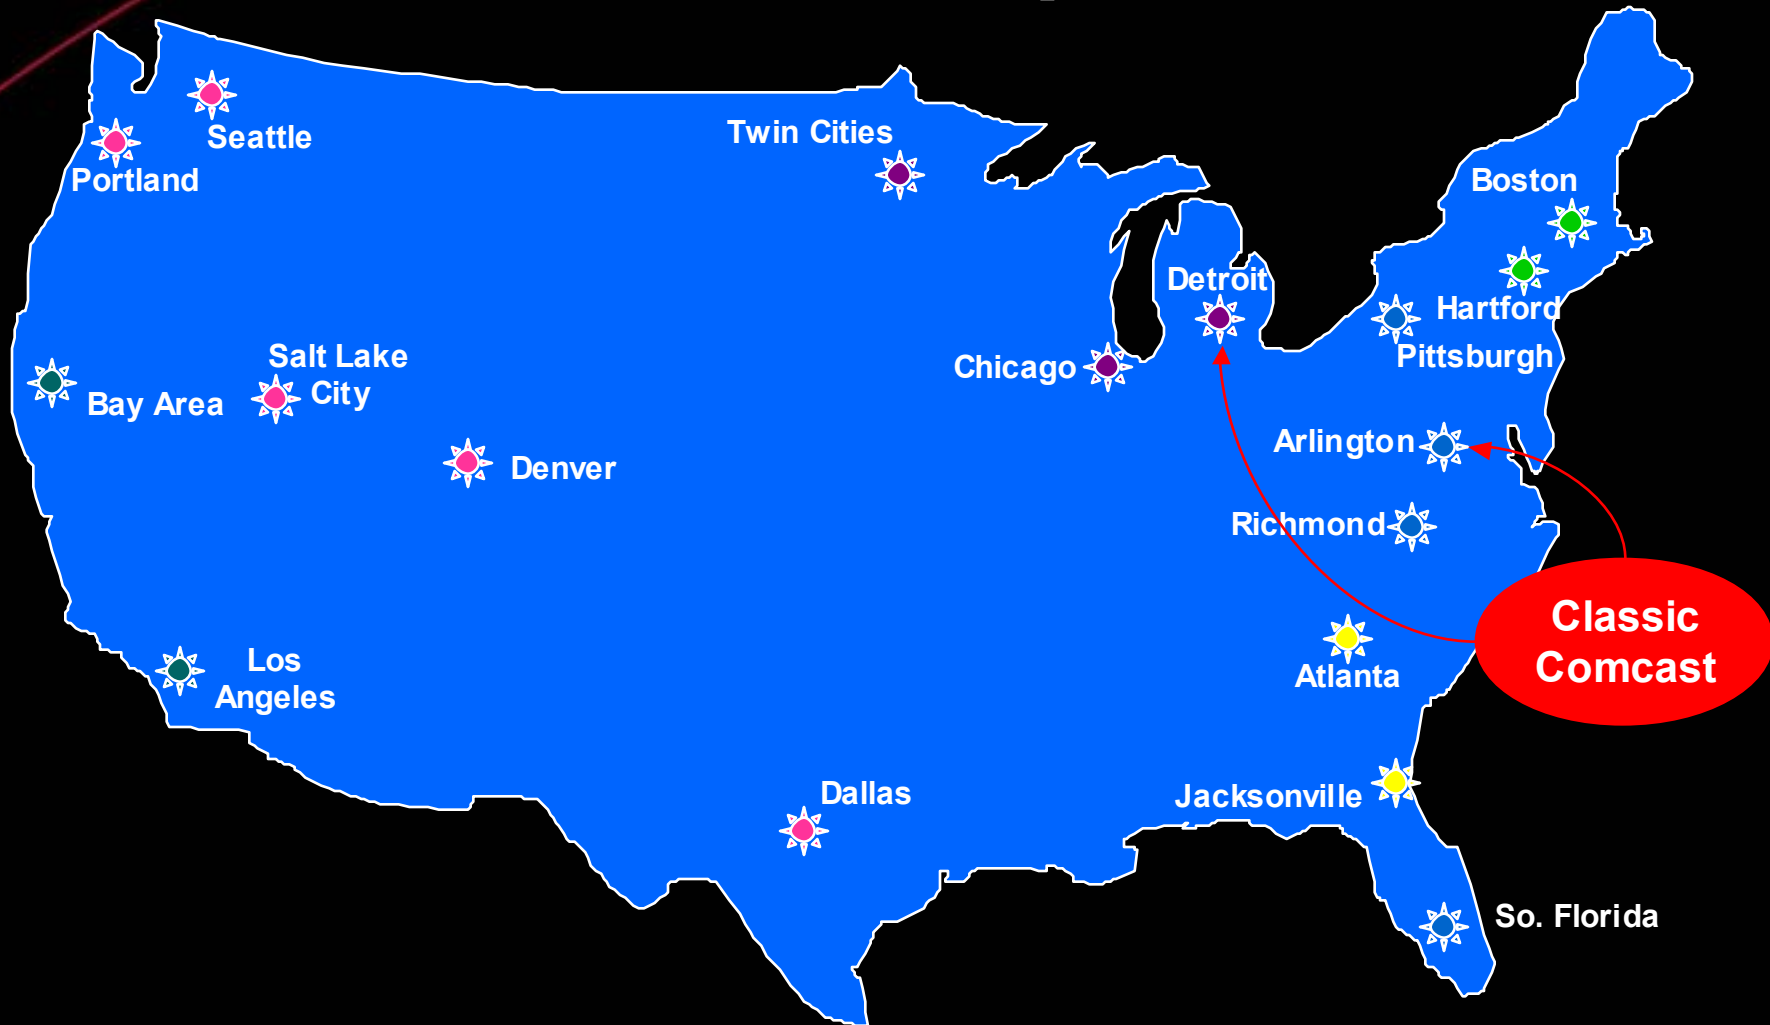 Seattle
Portland
Twin Cities
Boston
Detroit
Hartford
Pittsburgh
Chicago
Salt Lake
City
Bay Area
Denver
Arlington
Richmond
Classic
Comcast
Atlanta
Los
Angeles
Dallas
Jacksonville
So. Florida